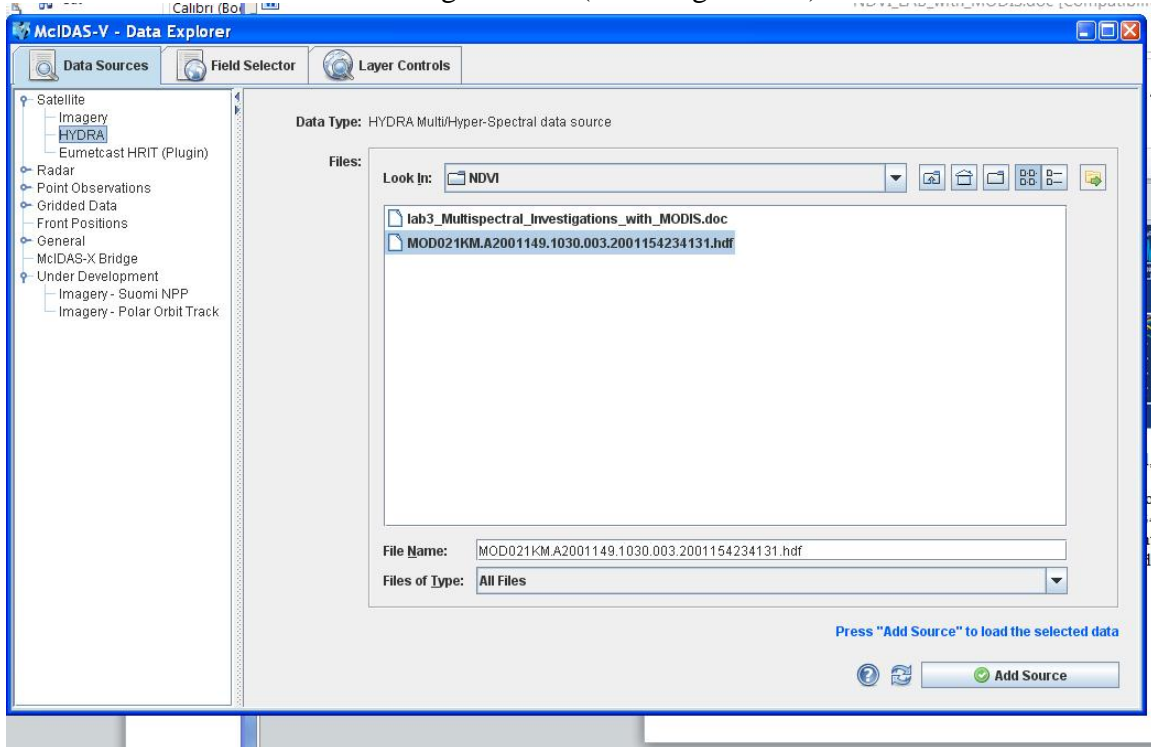 Calibri (Bo
McIDAS-V - Data Explorer
Data Sources
Field Selector
Layer Controls
Satellite
Imagery
HYDRA
Eumetcast HRIT (Plugin)
Radar
Point Observations
Gridded Data
Front Positions
General
McIDAS-X Bridge
Under Development
Imagery - Suomi NPP
Imagery - Polar Orbit Track
Data Type: HYDRA Multi/Hyper-Spectral data source
Files:
Look In: NDVI
lab3_Multispectral_Investigations_with_MODIS.doc
MOD021KM.A2001149.1030.003.2001154234131.hdf
File Name: MOD021KM.A2001149.1030.003.2001154234131.hdf
Files of Type: All Files
Press "Add Source" to load the selected data
Add Source